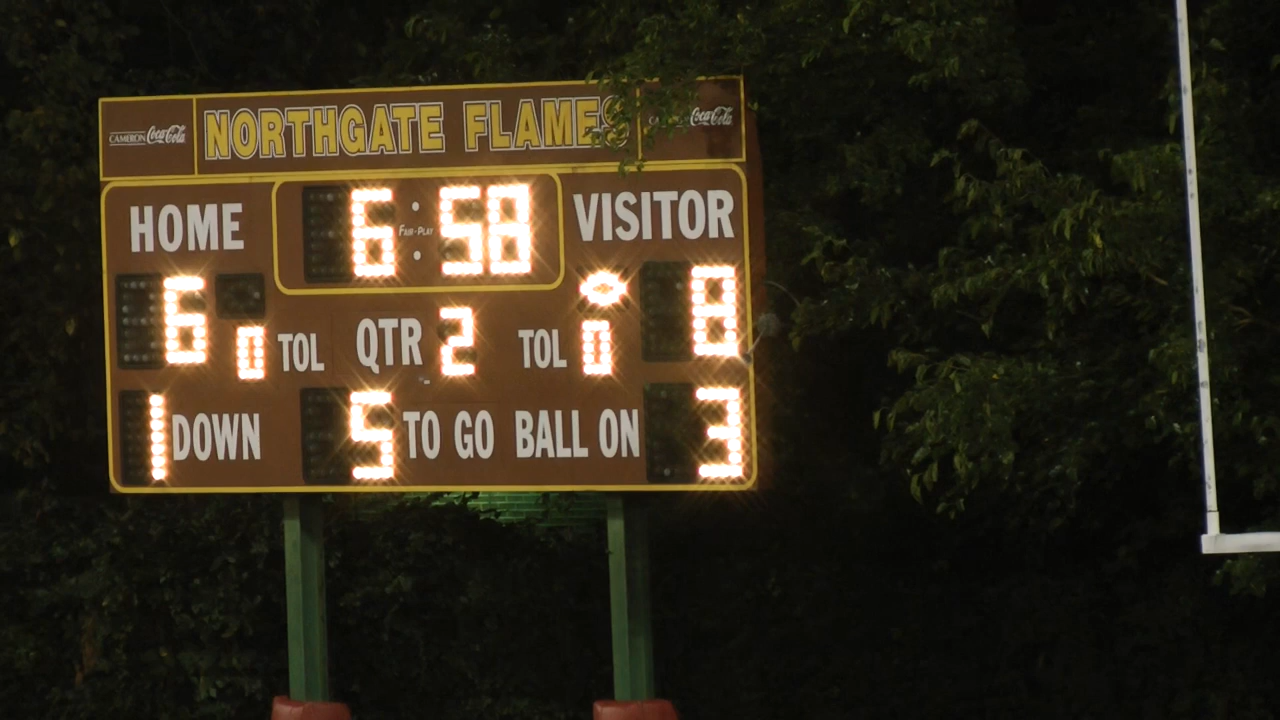 CAMERON Coca-Cola NORTHGATE FLAMES Coca-Cola
HOME 6:58 VISITOR
FAIR-PLAY
6 0 TOL QTR 2 TOL 0 8
1 DOWN 5 TO GO BALL ON 3